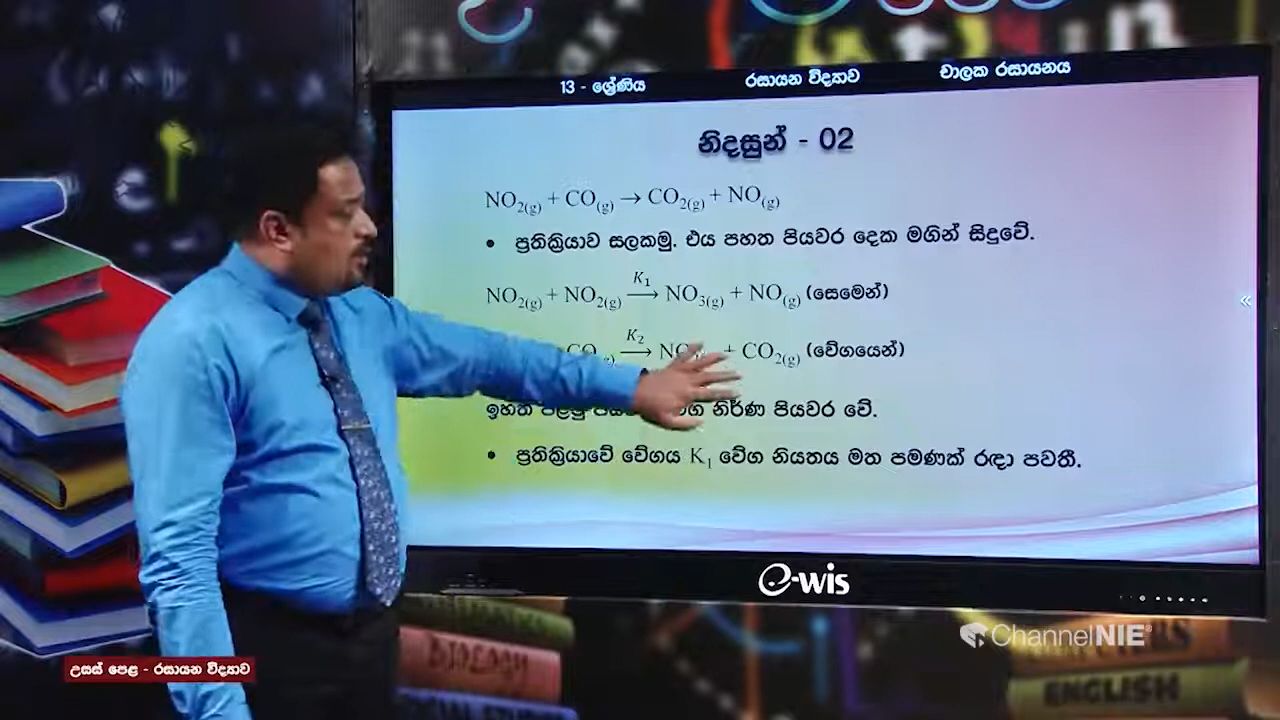 13 - ශ්‍රේණිය රසායන විද්‍යාව චාලක රසායනය
නිදසුන් - 02
NO2(g) + CO(g) → CO2(g) + NO(g)
• ප්‍රතික්‍රියාව සලකමු. එය පහත පියවර දෙක මගින් සිදුවේ.
K1
NO2(g) + NO2(g) ⟶ NO3(g) + NO(g) (සෙමෙන්)
K2
⟶ + CO2(g) (වේගයෙන්)
ඉහත නිර්ණ පියවර වේ.
• ප්‍රතික්‍රියාවේ වේගය K1 වේග නියතය මත පමණක් රඳා පවතී.
e-wis
ChannelNIE
උසස් පෙළ - රසායන විද්‍යාව
ENGLISH